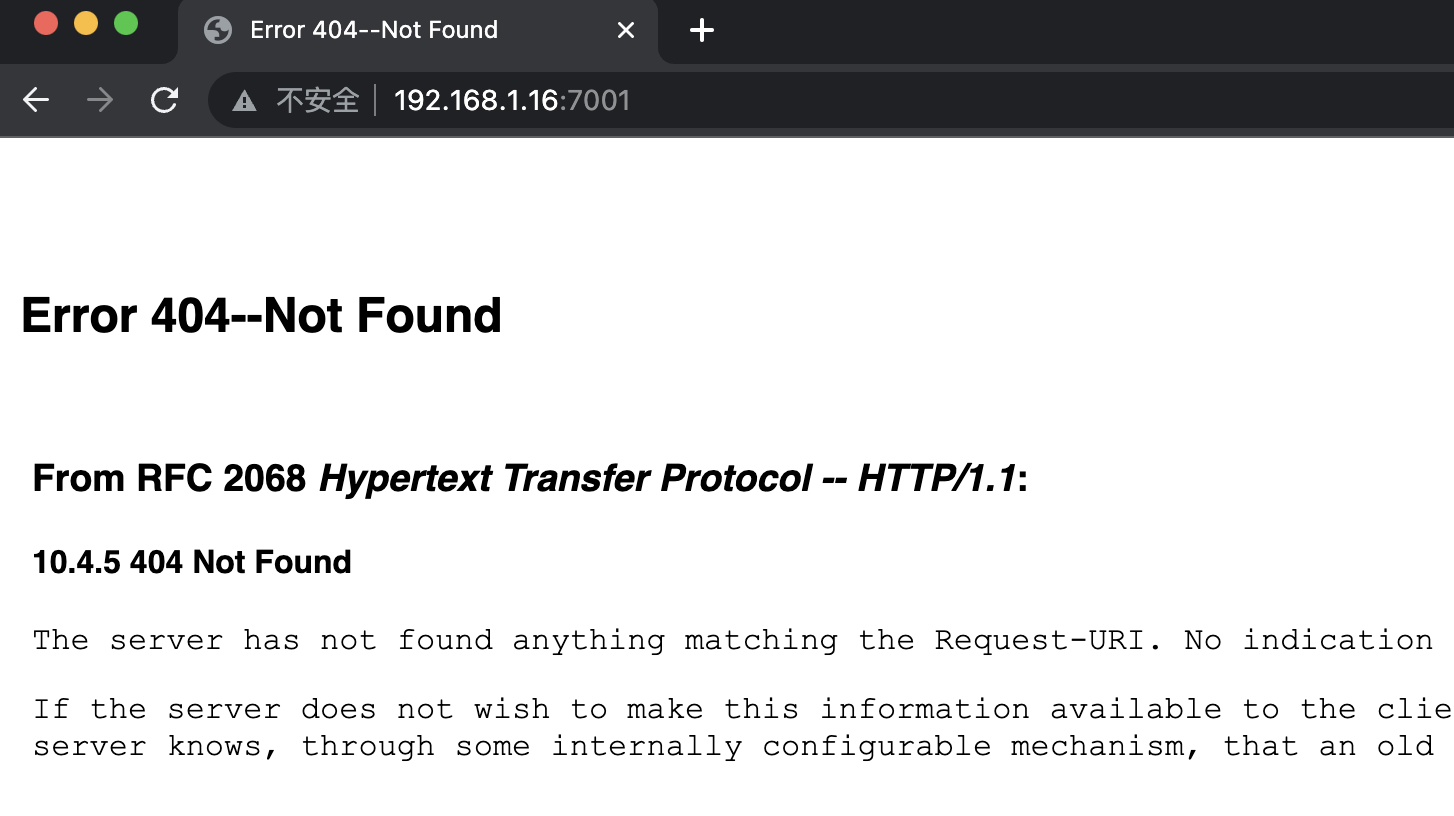 Error 404--Not Found
不安全 192.168.1.16:7001
Error 404--Not Found
From RFC 2068 Hypertext Transfer Protocol -- HTTP/1.1:
10.4.5 404 Not Found
The server has not found anything matching the Request-URI. No indication
If the server does not wish to make this information available to the clie
server knows, through some internally configurable mechanism, that an old